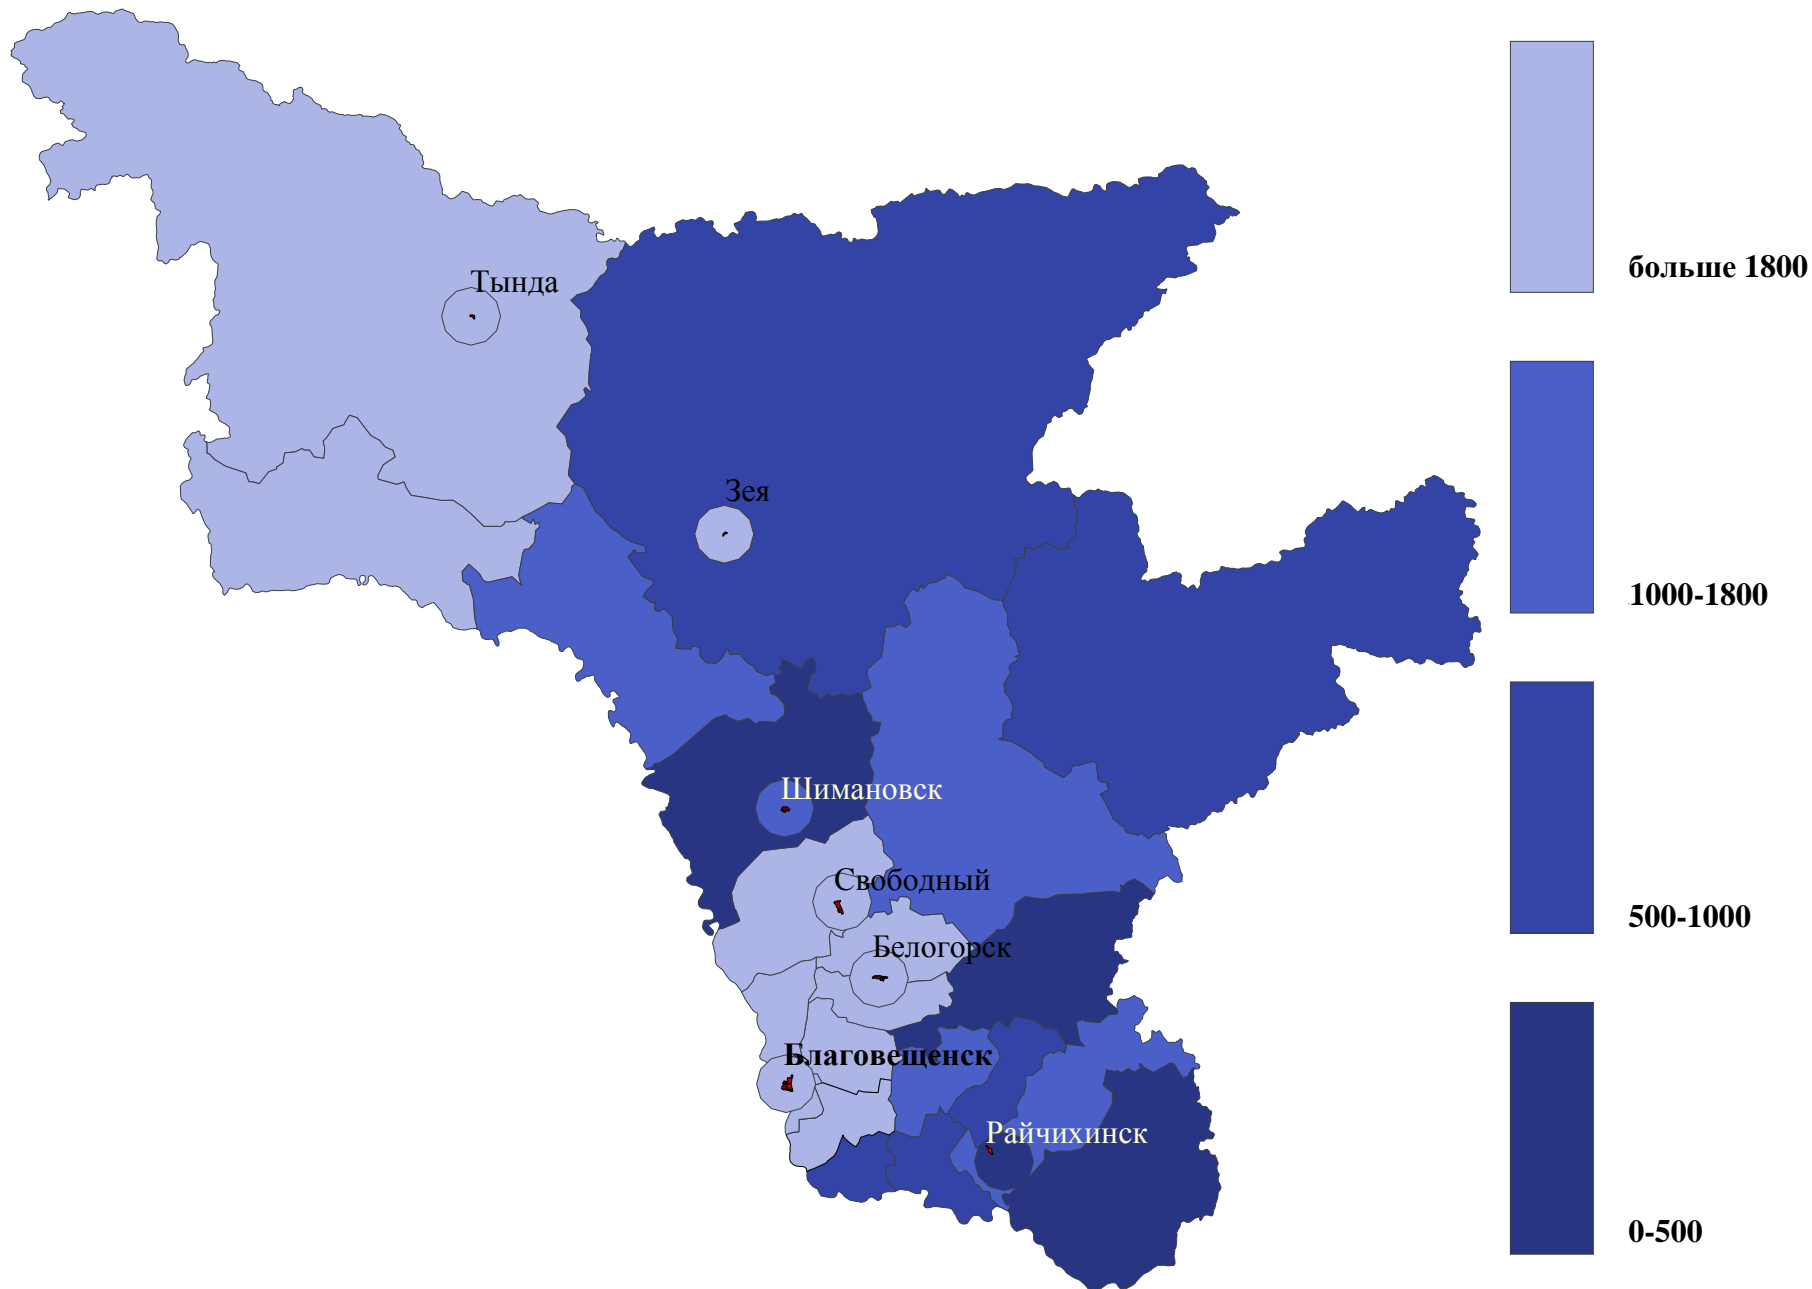 Тында
больше 1800
Зея
1000-1800
Шимановск
Свободный
500-1000
Белогорск
Благовещенск
Райчихинск
0-500